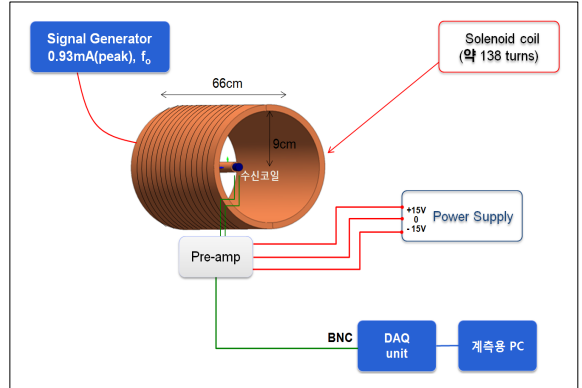 Signal Generator
0.93mA(peak), fo
Solenoid coil
(약 138 turns)
66cm
9cm
수신코일
+15V
0
- 15V
Power Supply
Pre-amp
BNC
DAQ
unit
계측용 PC